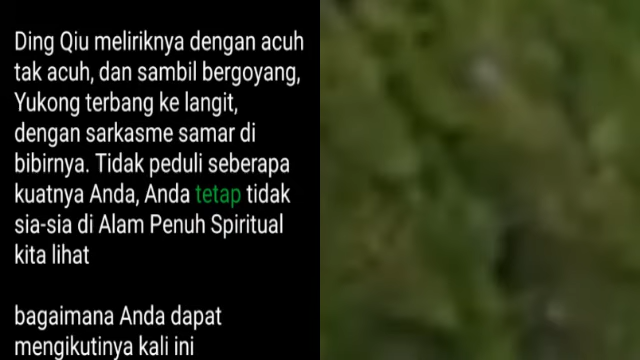 Ding Qiu meliriknya dengan acuh
tak acuh, dan sambil bergoyang,
Yukong terbang ke langit,
dengan sarkasme samar di
bibirnya. Tidak peduli seberapa
kuatnya Anda, Anda tetap tidak
sia-sia di Alam Penuh Spiritual
kita lihat
bagaimana Anda dapat
mengikutinya kali ini